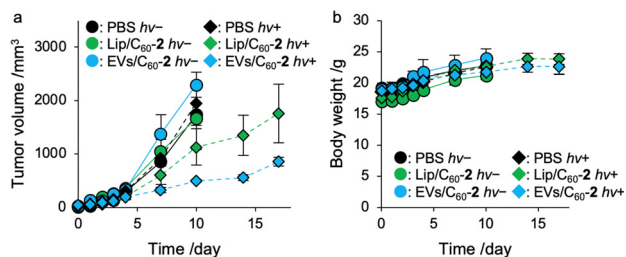 a
: PBS hv−
: PBS hv+
: Lip/C60-2 hv−
: Lip/C60-2 hv+
: EVs/C60-2 hv−
: EVs/C60-2 hv+
Tumor volume /mm³
3000
2000
1000
0
0
5
10
15
Time /day
b
Body weight /g
30
25
20
15
10
5
0
: PBS hv−
: PBS hv+
: Lip/C60-2 hv−
: Lip/C60-2 hv+
: EVs/C60-2 hv−
: EVs/C60-2 hv+
0
5
10
15
Time /day